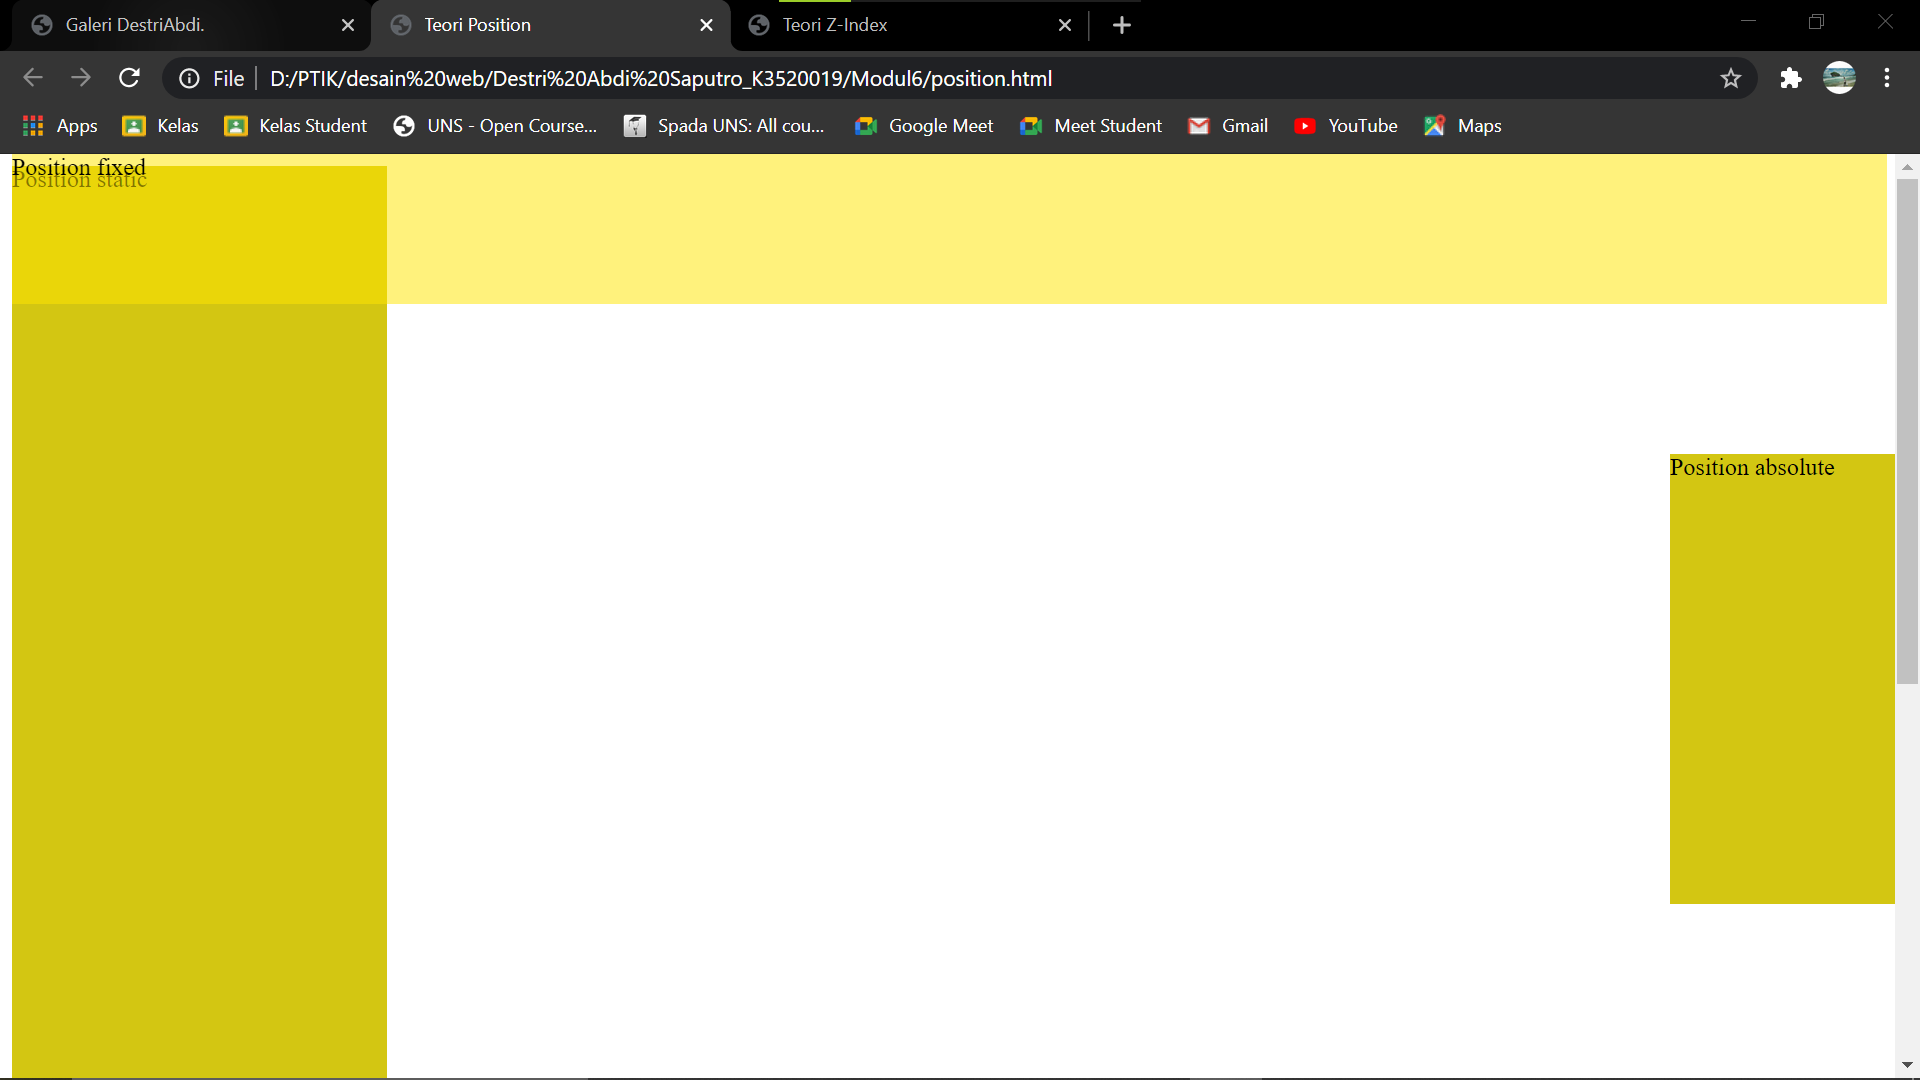 Galeri DestriAbdi.
Teori Position
Teori Z-Index
File D:/PTIK/desain%20web/Destri%20Abdi%20Saputro_K3520019/Modul6/position.html
Apps Kelas Kelas Student UNS - Open Course... Spada UNS: All cou... Google Meet Meet Student Gmail YouTube Maps
Position fixed
Position static
Position absolute